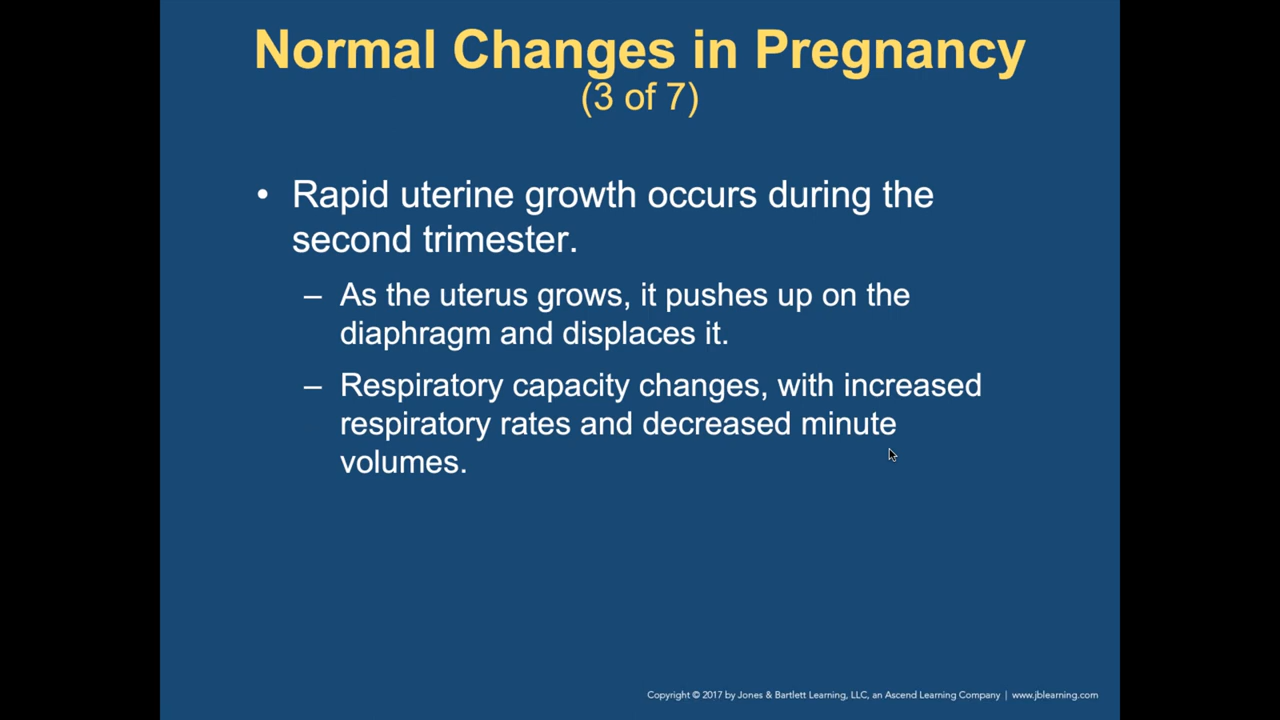 Normal Changes in Pregnancy
(3 of 7)
• Rapid uterine growth occurs during the
second trimester.
– As the uterus grows, it pushes up on the
diaphragm and displaces it.
– Respiratory capacity changes, with increased
respiratory rates and decreased minute
volumes.
Copyright © 2017 by Jones & Bartlett Learning, LLC, an Ascend Learning Company | www.jblearning.com